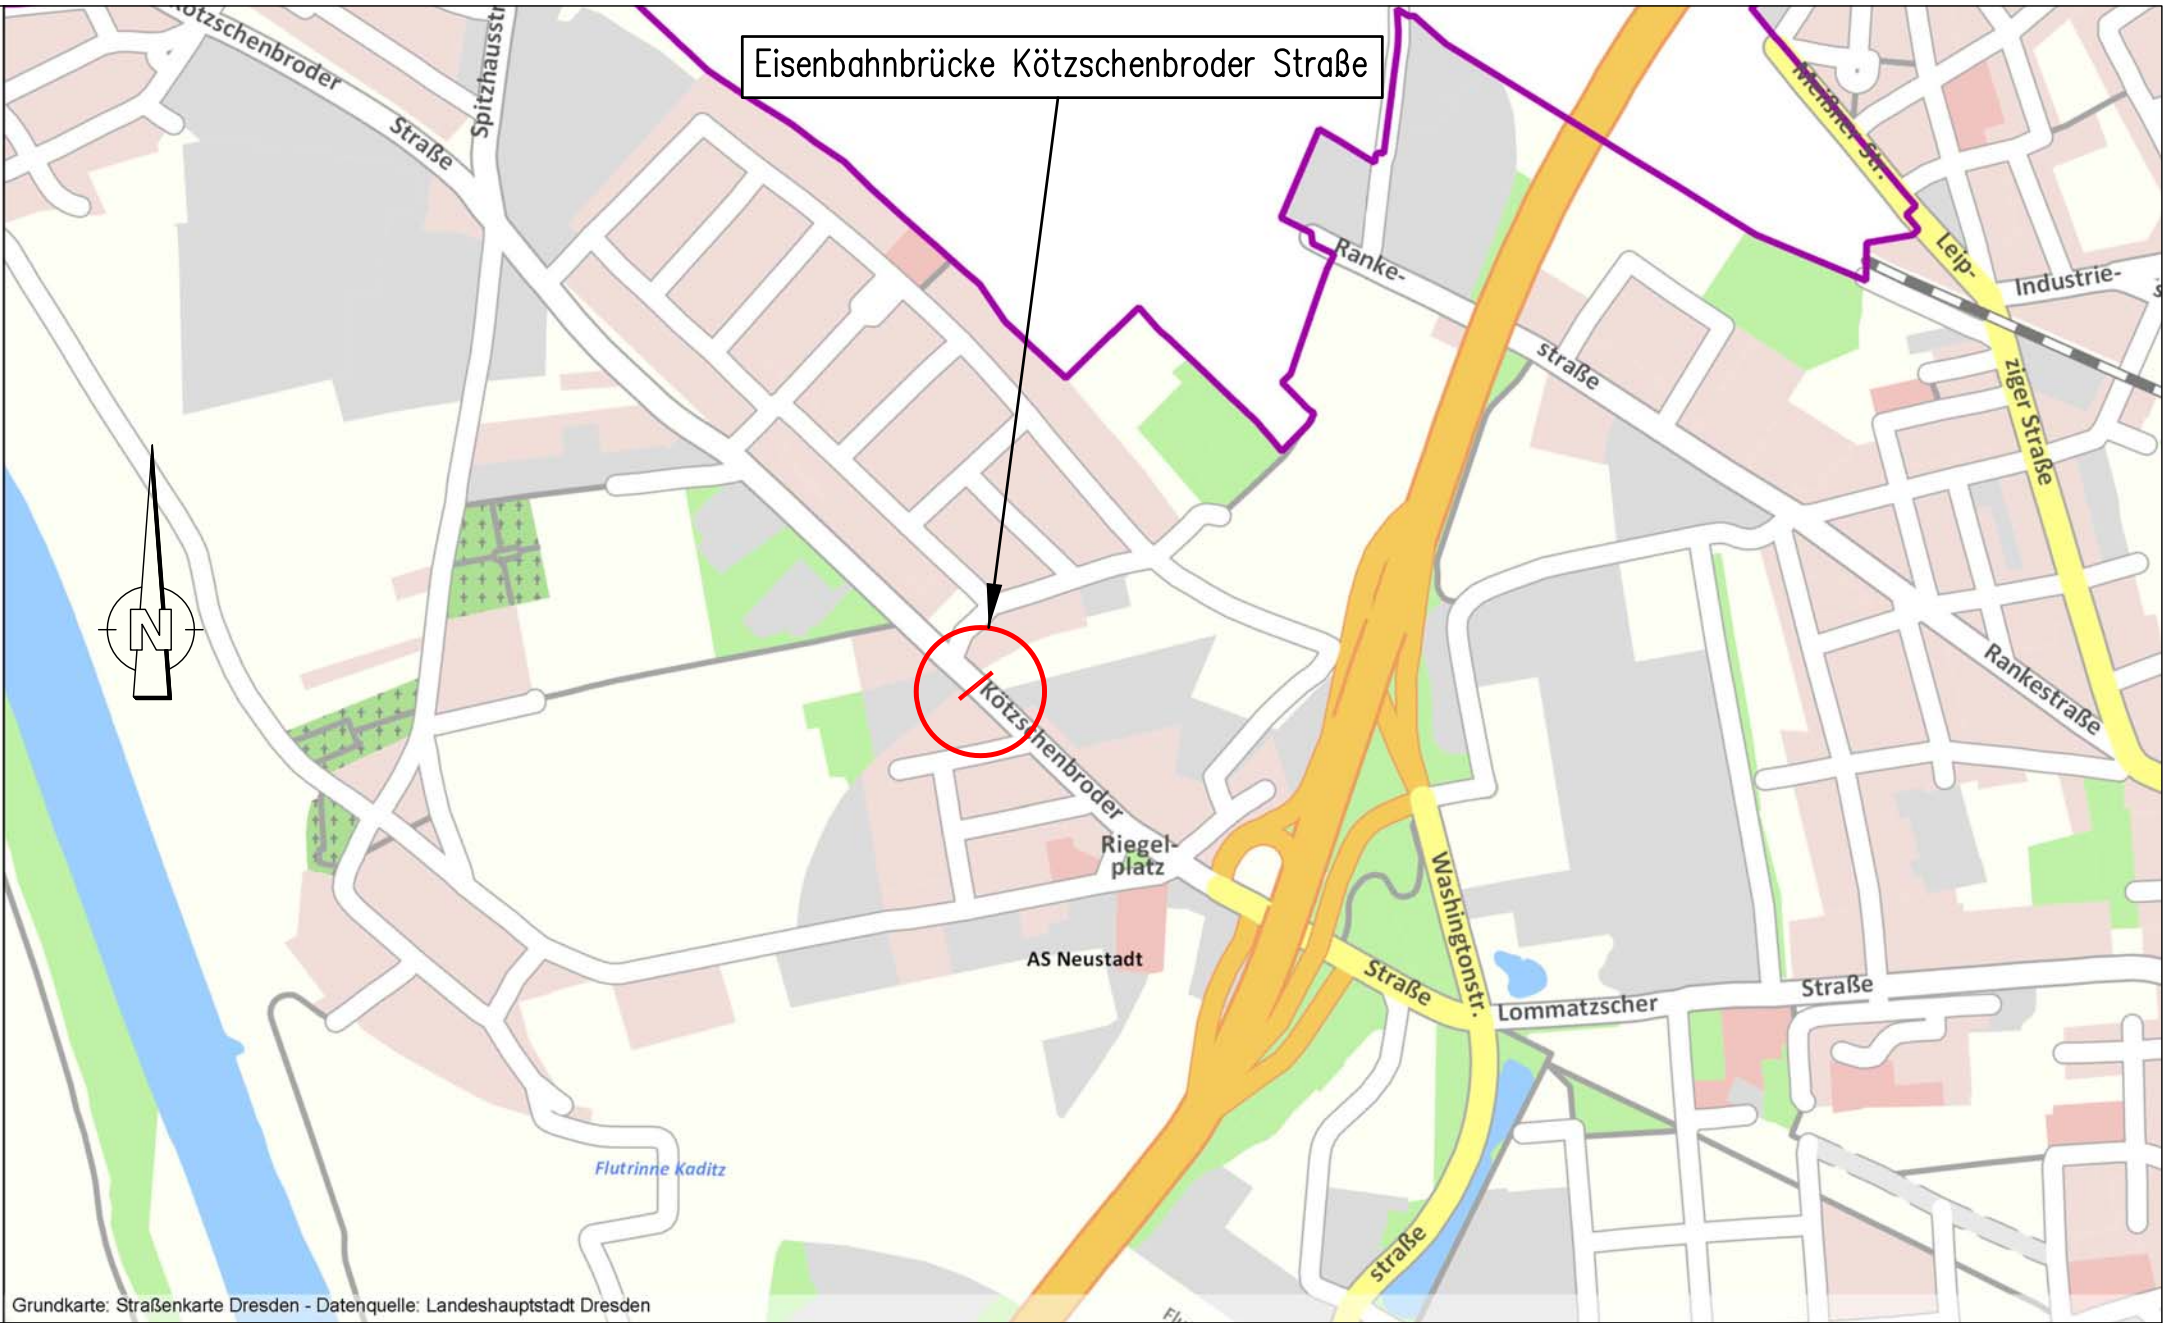 Kötzschenbroder
Straße
Spitzhausstr
Eisenbahnbrücke Kötzschenbroder Straße
Meißner Str.
Leip-
ziger Straße
Industrie-
Ranke-
straße
N
Kötzschenbroder
Rankestraße
Riegel-
platz
Washingtonstr.
AS Neustadt
Straße
Lommatzscher
Straße
Flutrinne Kaditz
straße
Grundkarte: Straßenkarte Dresden - Datenquelle: Landeshauptstadt Dresden